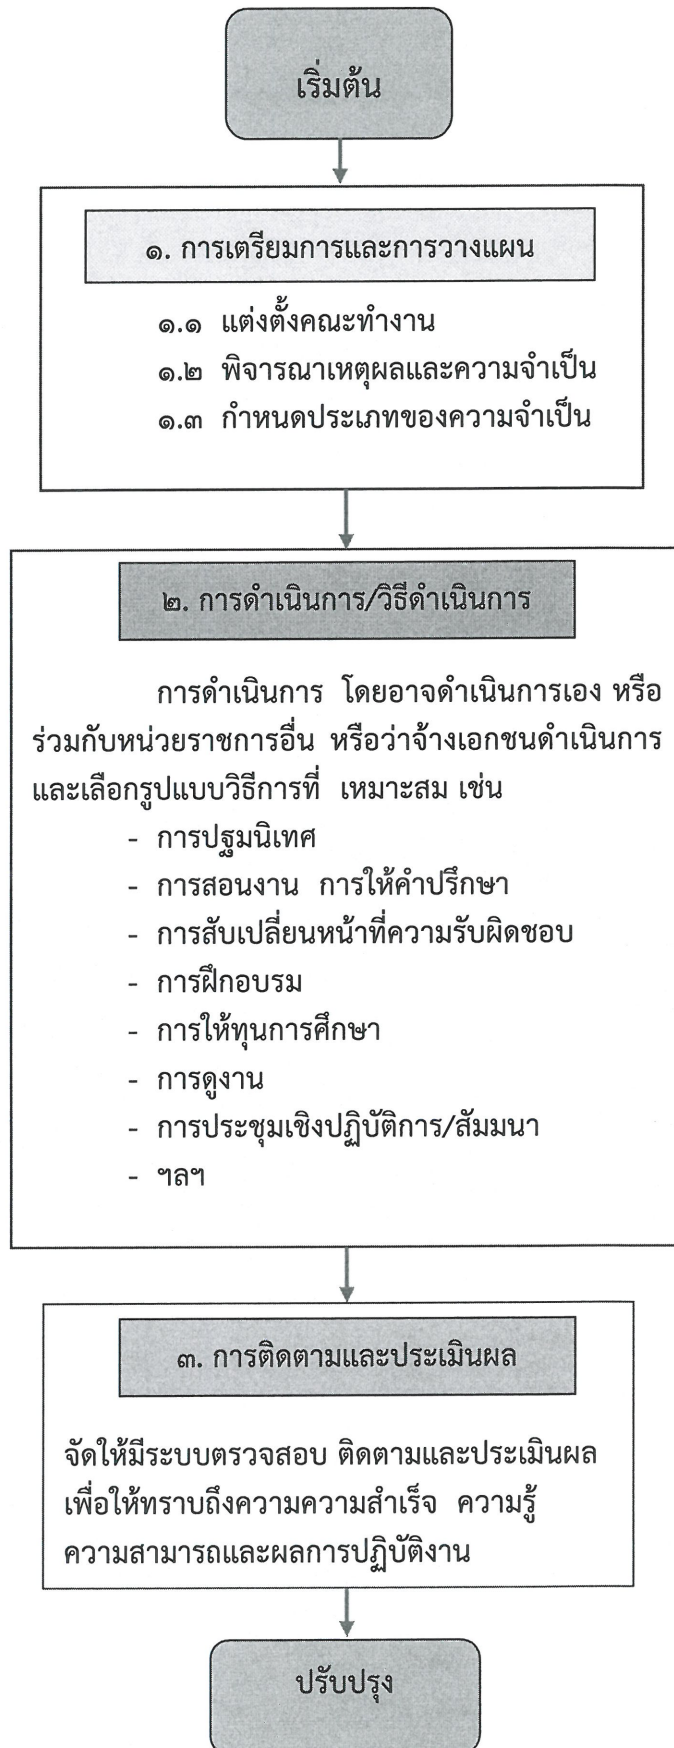 เริ่มต้น
๑. การเตรียมการและการวางแผน
๑.๑ แต่งตั้งคณะทำงาน
๑.๒ พิจารณาเหตุผลและความจำเป็น
๑.๓ กำหนดประเภทของความจำเป็น
๒. การดำเนินการ/วิธีดำเนินการ
การดำเนินการ โดยอาจดำเนินการเอง หรือ
ร่วมกับหน่วยราชการอื่น หรือว่าจ้างเอกชนดำเนินการ
และเลือกรูปแบบวิธีการที่ เหมาะสม เช่น
- การปฐมนิเทศ
- การสอนงาน การให้คำปรึกษา
- การสับเปลี่ยนหน้าที่ความรับผิดชอบ
- การฝึกอบรม
- การให้ทุนการศึกษา
- การดูงาน
- การประชุมเชิงปฏิบัติการ/สัมมนา
- ฯลฯ
๓. การติดตามและประเมินผล
จัดให้มีระบบตรวจสอบ ติดตามและประเมินผล
เพื่อให้ทราบถึงความความสำเร็จ ความรู้
ความสามารถและผลการปฏิบัติงาน
ปรับปรุง